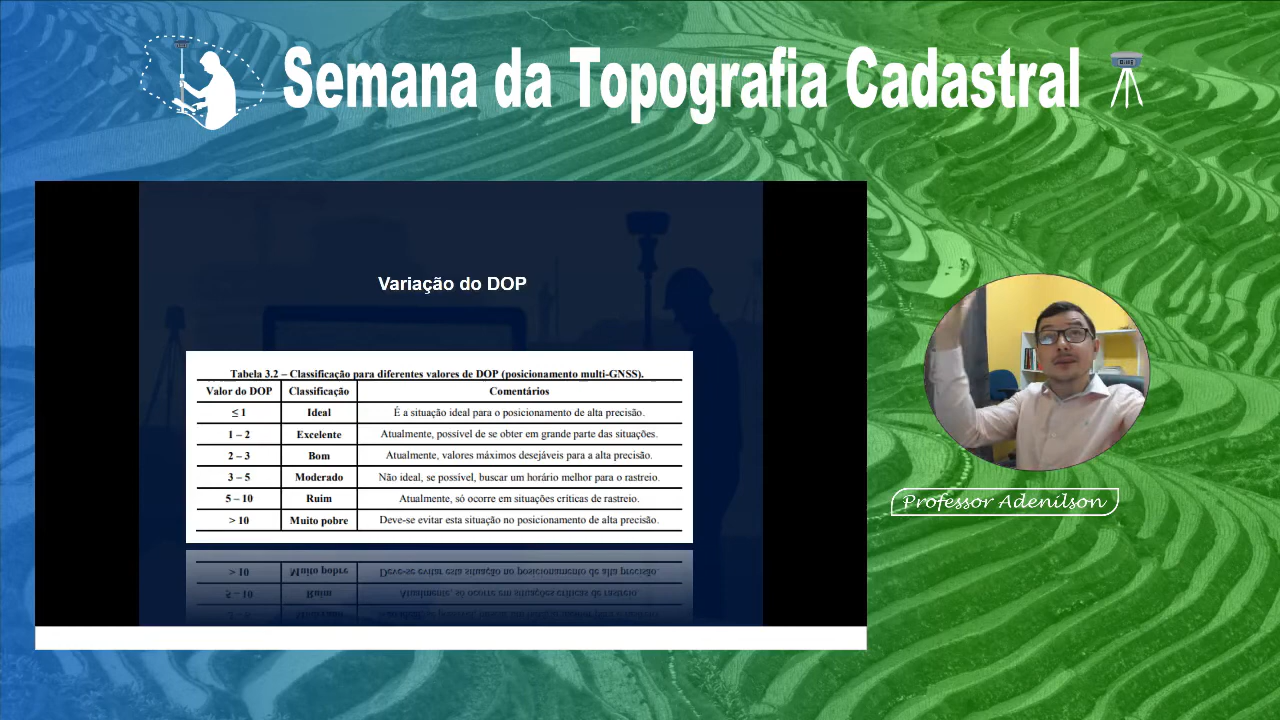 Semana da Topografia Cadastral
Variação do DOP
Tabela 3.2 – Classificação para diferentes valores de DOP (posicionamento multi-GNSS).
Valor do DOP Classificação Comentários
≤ 1 Ideal É a situação ideal para o posicionamento de alta precisão.
1 – 2 Excelente Atualmente, possível de se obter em grande parte das situações.
2 – 3 Bom Atualmente, valores máximos desejáveis para a alta precisão.
3 – 5 Moderado Não ideal, se possível, buscar um horário melhor para o rastreio.
5 – 10 Ruim Atualmente, só ocorre em situações críticas de rastreio.
> 10 Muito pobre Deve-se evitar esta situação no posicionamento de alta precisão.
Professor Adenilson